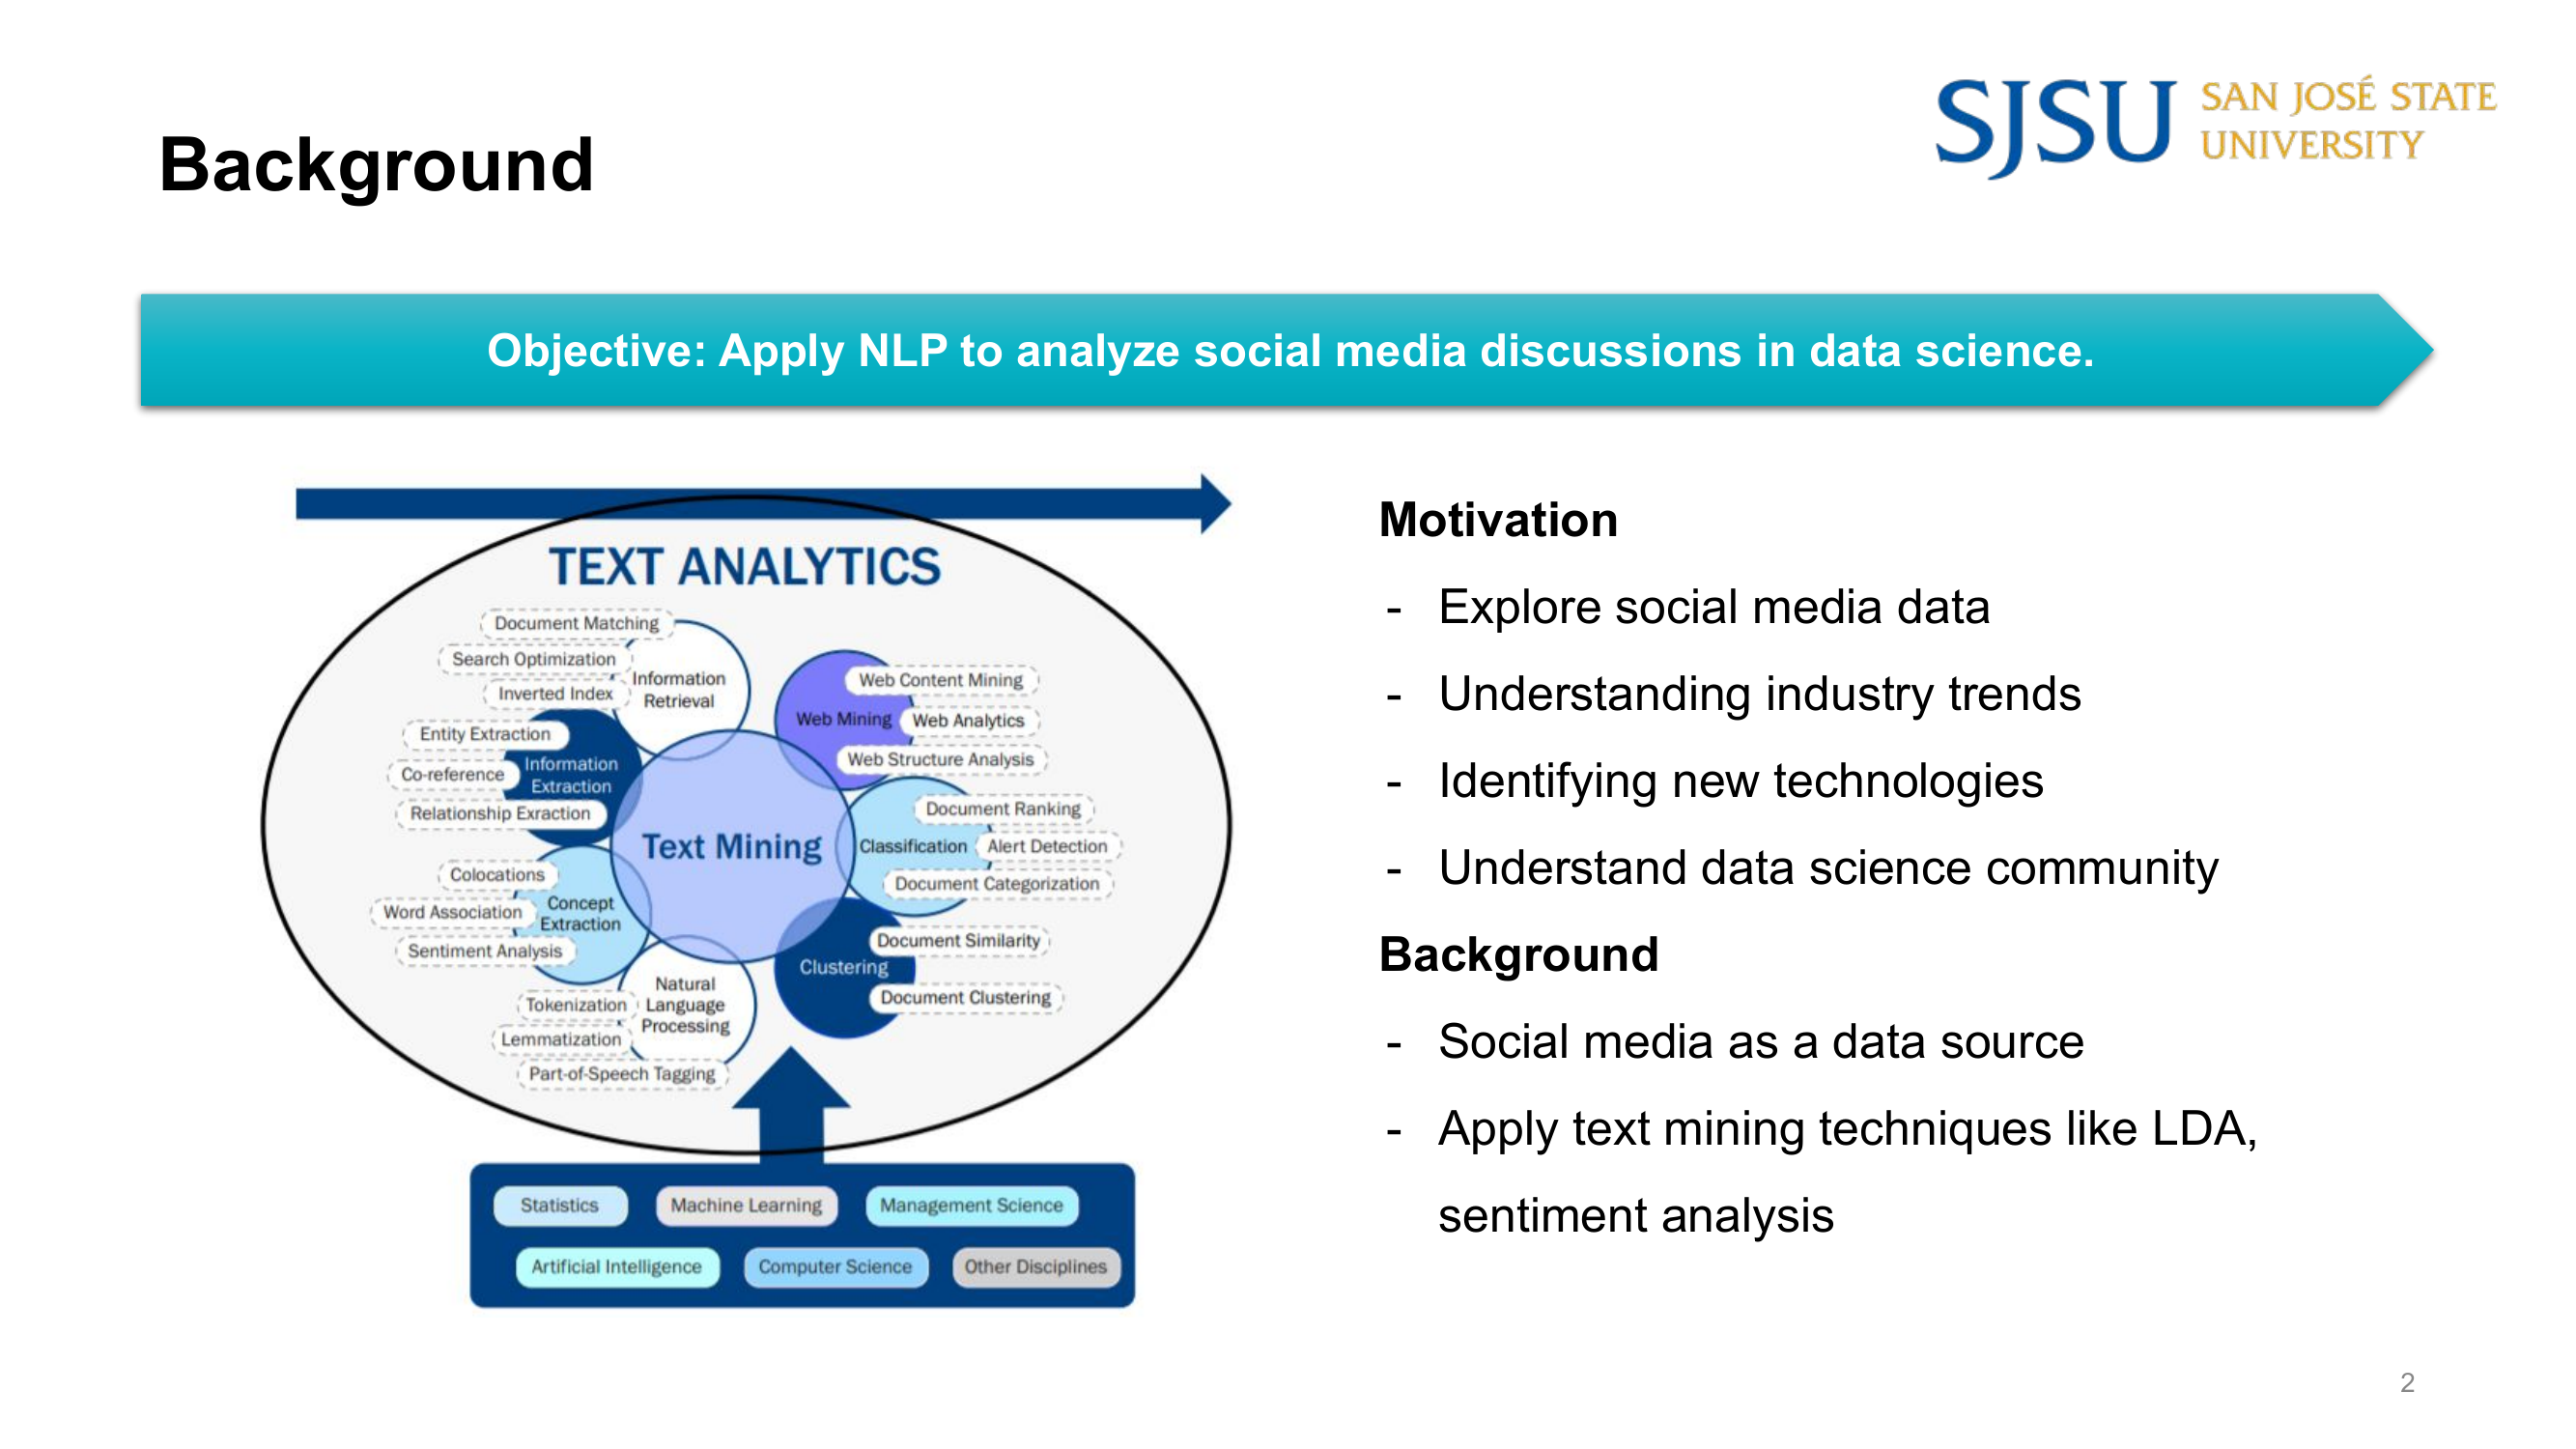 SJSU SAN JOSÉ STATE
UNIVERSITY
Background
Objective: Apply NLP to analyze social media discussions in data science.
TEXT ANALYTICS
Document Matching
Search Optimization
Inverted Index
Information
Retrieval
Web Mining
Web Content Mining
Web Analytics
Web Structure Analysis
Entity Extraction
Co-reference
Relationship Exraction
Information
Extraction
Text Mining
Document Ranking
Classification
Alert Detection
Document Categorization
Colocations
Word Association
Sentiment Analysis
Concept
Extraction
Document Similarity
Clustering
Document Clustering
Natural
Language
Processing
Tokenization
Lemmatization
Part-of-Speech Tagging
Statistics
Machine Learning
Management Science
Artificial Intelligence
Computer Science
Other Disciplines
Motivation
- Explore social media data
- Understanding industry trends
- Identifying new technologies
- Understand data science community
Background
- Social media as a data source
- Apply text mining techniques like LDA,
sentiment analysis
2